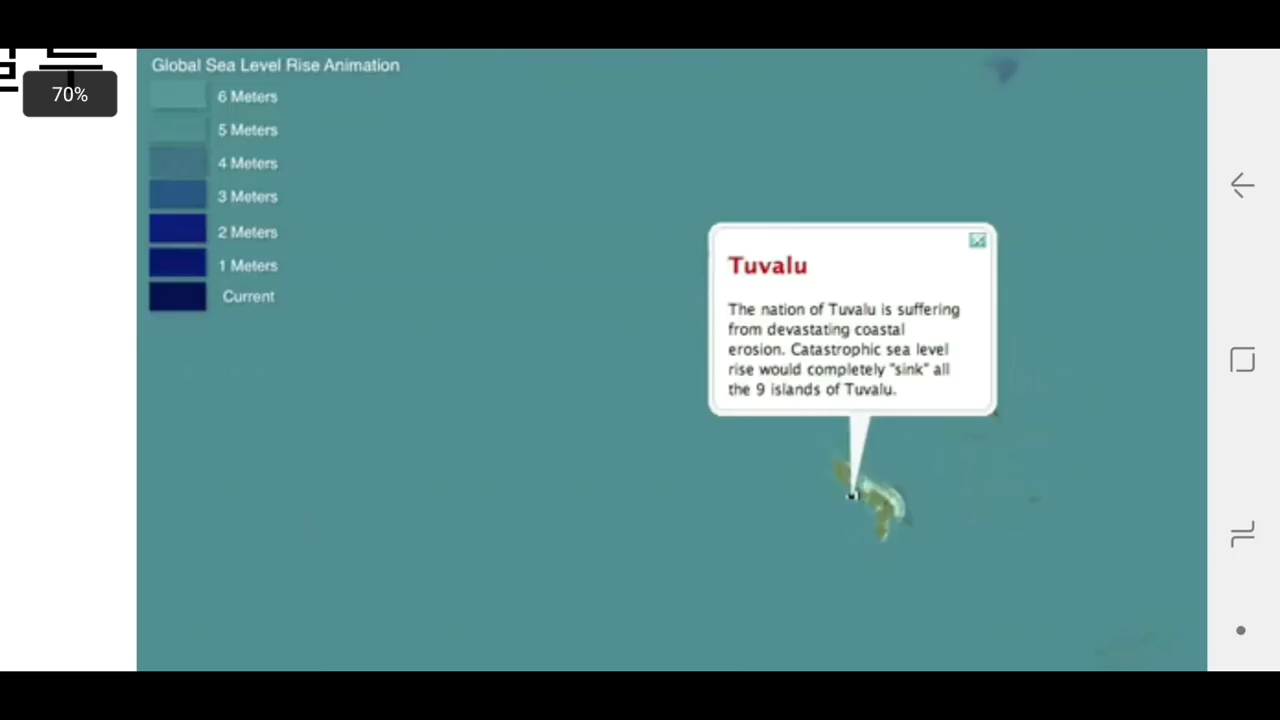 Global Sea Level Rise Animation
70%
6 Meters
5 Meters
4 Meters
3 Meters
2 Meters
1 Meters
Current
Tuvalu
The nation of Tuvalu is suffering
from devastating coastal
erosion. Catastrophic sea level
rise would completely "sink" all
the 9 islands of Tuvalu.